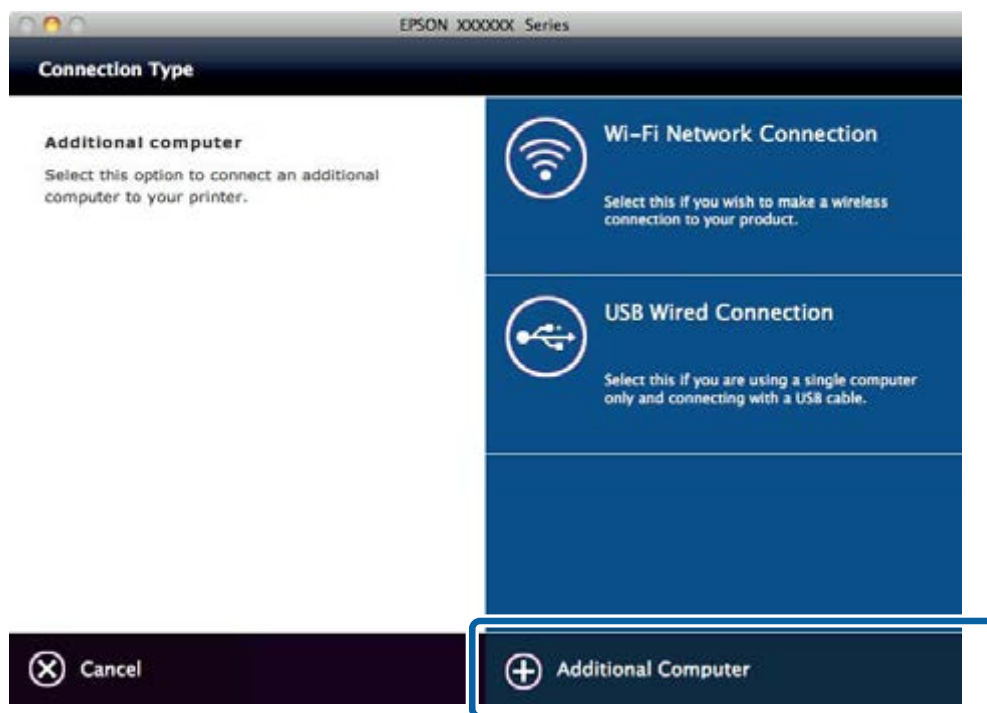 EPSON XXXXXX Series
Connection Type
Additional computer
Select this option to connect an additional
computer to your printer.
Wi-Fi Network Connection
Select this if you wish to make a wireless
connection to your product.
USB Wired Connection
Select this if you are using a single computer
only and connecting with a USB cable.
Cancel
Additional Computer